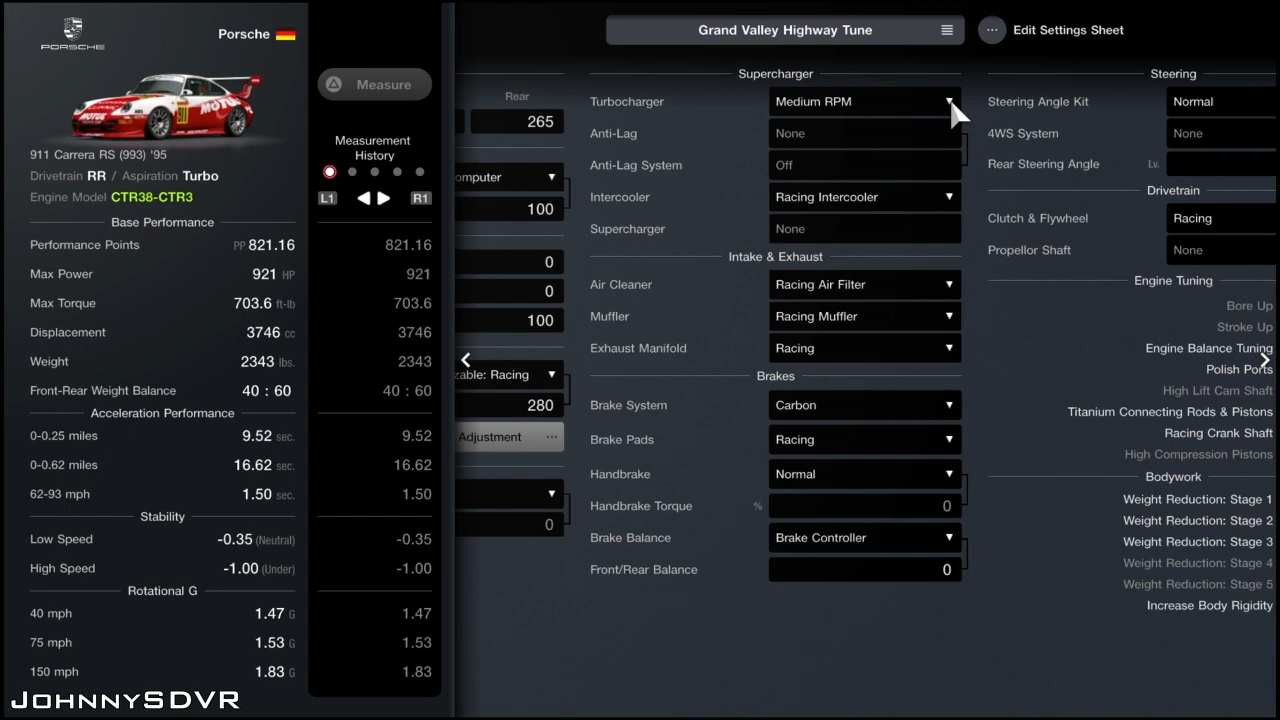 PORSCHE
Porsche
MOTUL
911 Carrera RS (993) '95
Drivetrain RR / Aspiration Turbo
Engine Model CTR38-CTR3
Base Performance
Performance Points PP 821.16
Max Power 921 HP
Max Torque 703.6 ft-lb
Displacement 3746 cc
Weight 2343 lbs.
Front-Rear Weight Balance 40 : 60
Acceleration Performance
0-0.25 miles 9.52 sec.
0-0.62 miles 16.62 sec.
62-93 mph 1.50 sec.
Stability
Low Speed -0.35 (Neutral)
High Speed -1.00 (Under)
Rotational G
40 mph 1.47 G
75 mph 1.53 G
150 mph 1.83 G
JohnnySDVR
Measure
Measurement
History
L1 R1
821.16
921
703.6
3746
2343
40 : 60
9.52
16.62
1.50
-0.35
-1.00
1.47
1.53
1.83
Grand Valley Highway Tune
Edit Settings Sheet
Rear
265
omputer
100
0
0
100
zable: Racing
280
Adjustment
0
Supercharger
Turbocharger Medium RPM
Anti-Lag None
Anti-Lag System Off
Intercooler Racing Intercooler
Supercharger None
Intake & Exhaust
Air Cleaner Racing Air Filter
Muffler Racing Muffler
Exhaust Manifold Racing
Brakes
Brake System Carbon
Brake Pads Racing
Handbrake Normal
Handbrake Torque % 0
Brake Balance Brake Controller
Front/Rear Balance 0
Steering
Steering Angle Kit Normal
4WS System None
Rear Steering Angle Lv.
Drivetrain
Clutch & Flywheel Racing
Propellor Shaft None
Engine Tuning
Bore Up
Stroke Up
Engine Balance Tuning
Polish Ports
High Lift Cam Shaft
Titanium Connecting Rods & Pistons
Racing Crank Shaft
High Compression Pistons
Bodywork
Weight Reduction: Stage 1
Weight Reduction: Stage 2
Weight Reduction: Stage 3
Weight Reduction: Stage 4
Weight Reduction: Stage 5
Increase Body Rigidity